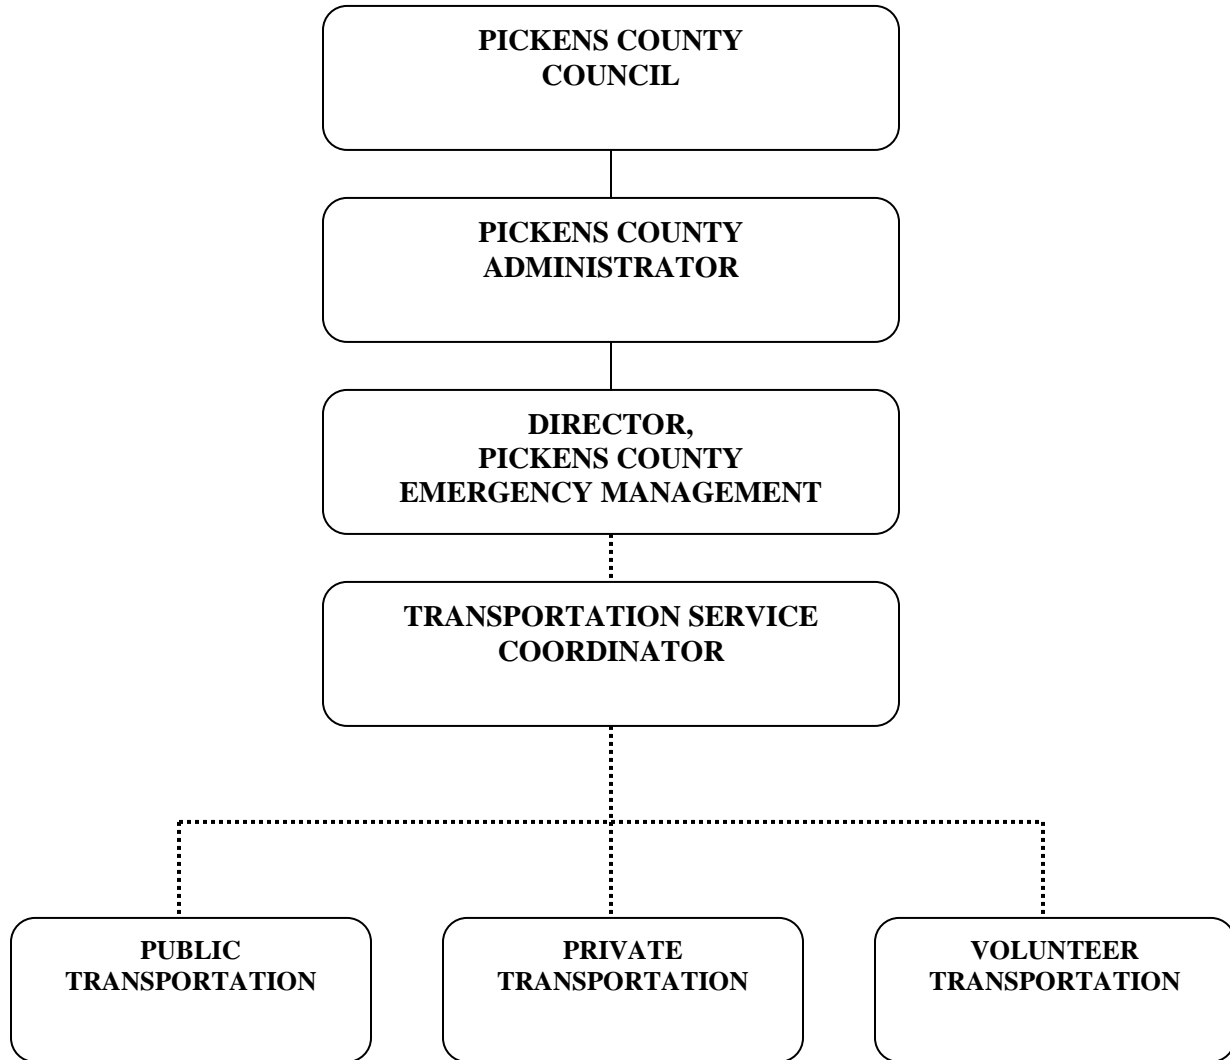 PICKENS COUNTY
COUNCIL
PICKENS COUNTY
ADMINISTRATOR
DIRECTOR,
PICKENS COUNTY
EMERGENCY MANAGEMENT
TRANSPORTATION SERVICE
COORDINATOR
PUBLIC
TRANSPORTATION
PRIVATE
TRANSPORTATION
VOLUNTEER
TRANSPORTATION